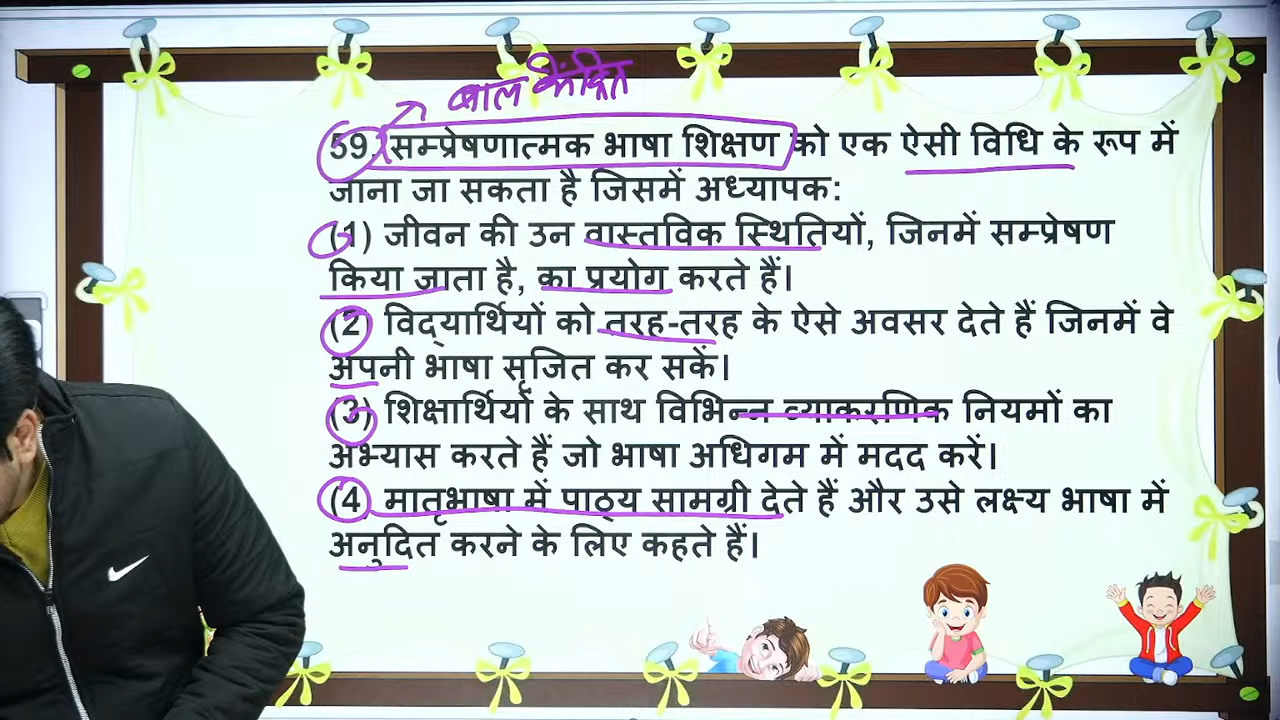 बाल केंद्रित
59. सम्प्रेषणात्मक भाषा शिक्षण को एक ऐसी विधि के रूप में
जाना जा सकता है जिसमें अध्यापक:
(1) जीवन की उन वास्तविक स्थितियों, जिनमें सम्प्रेषण
किया जाता है, का प्रयोग करते हैं।
(2) विद्यार्थियों को तरह-तरह के ऐसे अवसर देते हैं जिनमें वे
अपनी भाषा सृजित कर सकें।
(3) शिक्षार्थियों के साथ विभिन्न व्याकरणिक नियमों का
अभ्यास करते हैं जो भाषा अधिगम में मदद करें।
(4) मातृभाषा में पाठ्य सामग्री देते हैं और उसे लक्ष्य भाषा में
अनुदित करने के लिए कहते हैं।